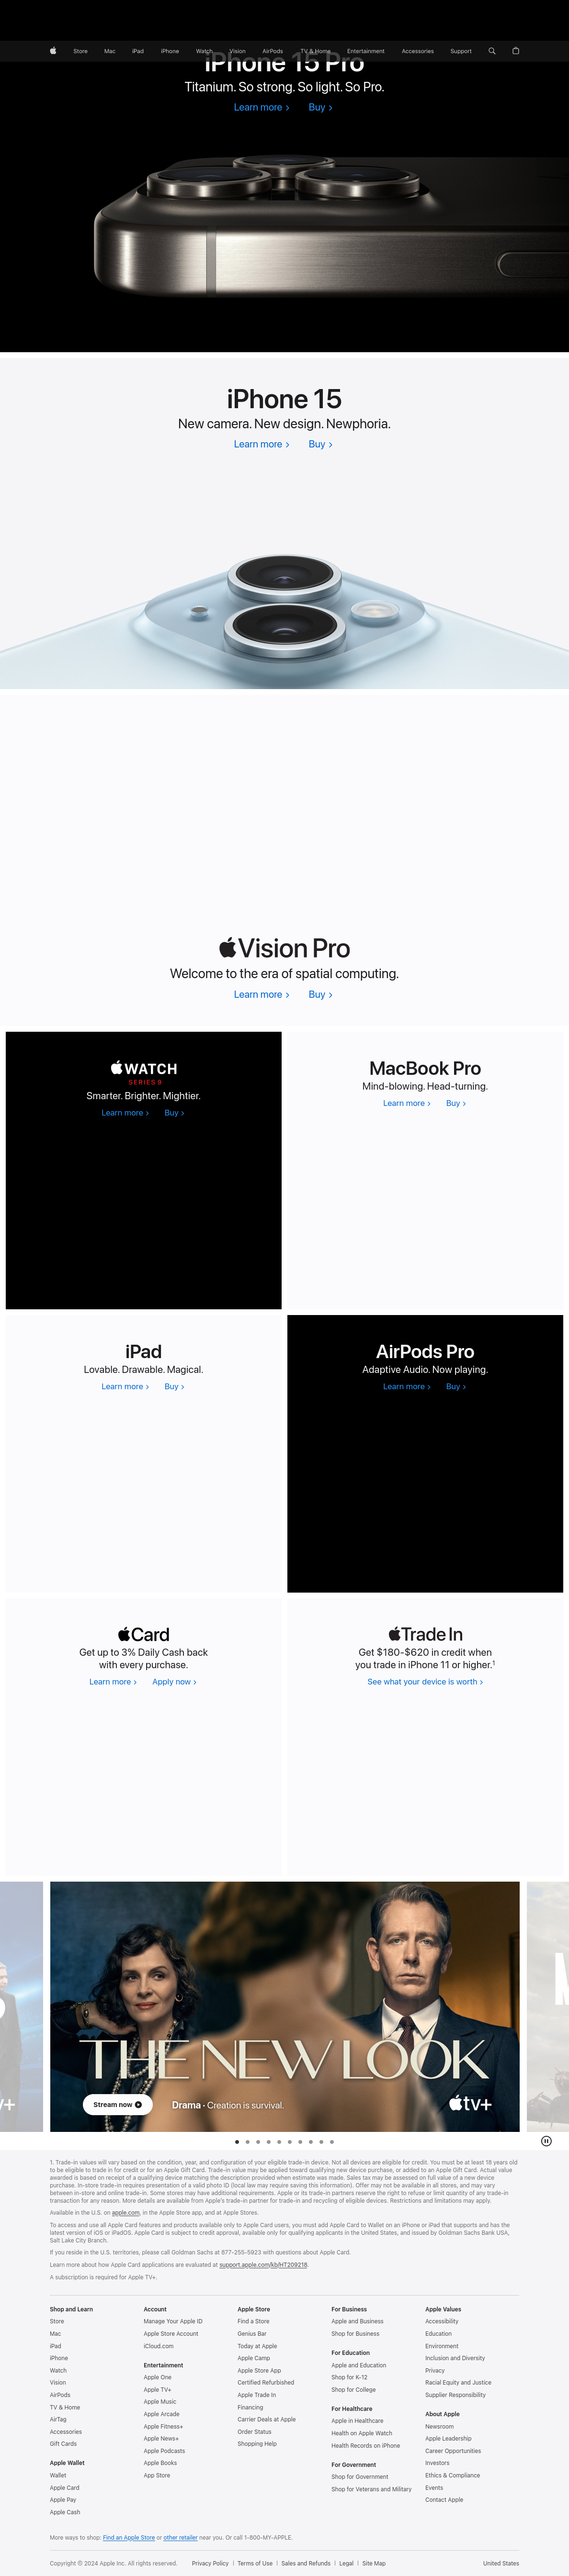 Store Mac iPad iPhone Watch Vision AirPods TV & Home Entertainment Accessories Support
iPhone 15 Pro
Titanium. So strong. So light. So Pro.
Learn more > Buy >
iPhone 15
New camera. New design. Newphoria.
Learn more > Buy >
Vision Pro
Welcome to the era of spatial computing.
Learn more > Buy >
WATCH
SERIES 9
Smarter. Brighter. Mightier.
Learn more > Buy >
MacBook Pro
Mind-blowing. Head-turning.
Learn more > Buy >
iPad
Lovable. Drawable. Magical.
Learn more > Buy >
AirPods Pro
Adaptive Audio. Now playing.
Learn more > Buy >
Card
Get up to 3% Daily Cash back
with every purchase.
Learn more > Apply now >
Trade In
Get $180-$620 in credit when
you trade in iPhone 11 or higher.1
See what your device is worth >
THE NEW LOOK
Stream now
Drama · Creation is survival.
tv+
1. Trade-in values will vary based on the condition, year, and configuration of your eligible trade-in device. Not all devices are eligible for credit. You must be at least 18 years old
to be eligible to trade in for credit or for an Apple Gift Card. Trade-in value may be applied toward qualifying new device purchase, or added to an Apple Gift Card. Actual value
awarded is based on receipt of a qualifying device matching the description provided when estimate was made. Sales tax may be assessed on full value of a new device
purchase. In-store trade-in requires presentation of a valid photo ID (local law may require saving this information). Offer may not be available in all stores, and may vary
between in-store and online trade-in. Some stores may have additional requirements. Apple or its trade-in partners reserve the right to refuse or limit quantity of any trade-in
transaction for any reason. More details are available from Apple's trade-in partner for trade-in and recycling of eligible devices. Restrictions and limitations may apply.
Available in the U.S. on apple.com, in the Apple Store app, and at Apple Stores.
To access and use all Apple Card features and products available only to Apple Card users, you must add Apple Card to Wallet on an iPhone or iPad that supports and has the
latest version of iOS or iPadOS. Apple Card is subject to credit approval, available only for qualifying applicants in the United States, and issued by Goldman Sachs Bank USA,
Salt Lake City Branch.
If you reside in the U.S. territories, please call Goldman Sachs at 877-255-5923 with questions about Apple Card.
Learn more about how Apple Card applications are evaluated at support.apple.com/kb/HT209218.
A subscription is required for Apple TV+.
Shop and Learn
Store
Mac
iPad
iPhone
Watch
Vision
AirPods
TV & Home
AirTag
Accessories
Gift Cards
Apple Wallet
Wallet
Apple Card
Apple Pay
Apple Cash
Account
Manage Your Apple ID
Apple Store Account
iCloud.com
Entertainment
Apple One
Apple TV+
Apple Music
Apple Arcade
Apple Fitness+
Apple News+
Apple Podcasts
Apple Books
App Store
Apple Store
Find a Store
Genius Bar
Today at Apple
Apple Camp
Apple Store App
Certified Refurbished
Apple Trade In
Financing
Carrier Deals at Apple
Order Status
Shopping Help
For Business
Apple and Business
Shop for Business
For Education
Apple and Education
Shop for K-12
Shop for College
For Healthcare
Apple in Healthcare
Health on Apple Watch
Health Records on iPhone
For Government
Shop for Government
Shop for Veterans and Military
Apple Values
Accessibility
Education
Environment
Inclusion and Diversity
Privacy
Racial Equity and Justice
Supplier Responsibility
About Apple
Newsroom
Apple Leadership
Career Opportunities
Investors
Ethics & Compliance
Events
Contact Apple
More ways to shop: Find an Apple Store or other retailer near you. Or call 1-800-MY-APPLE.
Copyright © 2024 Apple Inc. All rights reserved. Privacy Policy | Terms of Use | Sales and Refunds | Legal | Site Map United States